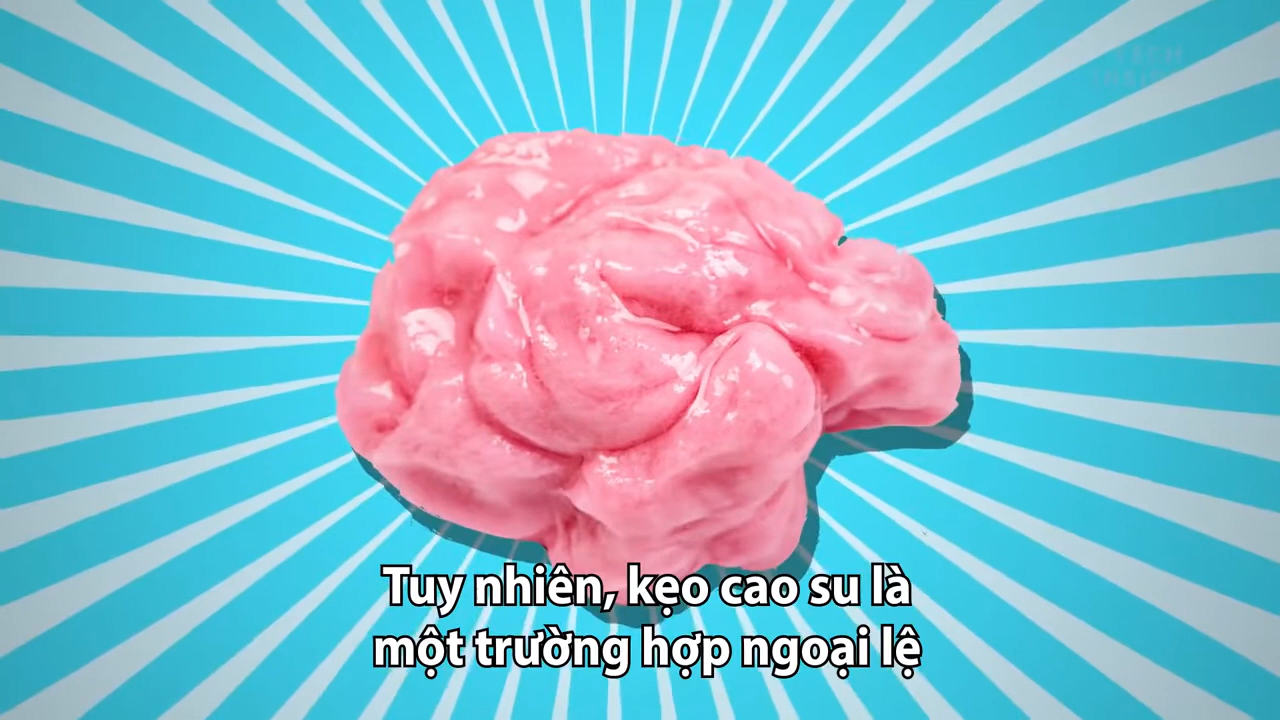 Tuy nhiên, kẹo cao su là
một trường hợp ngoại lệ